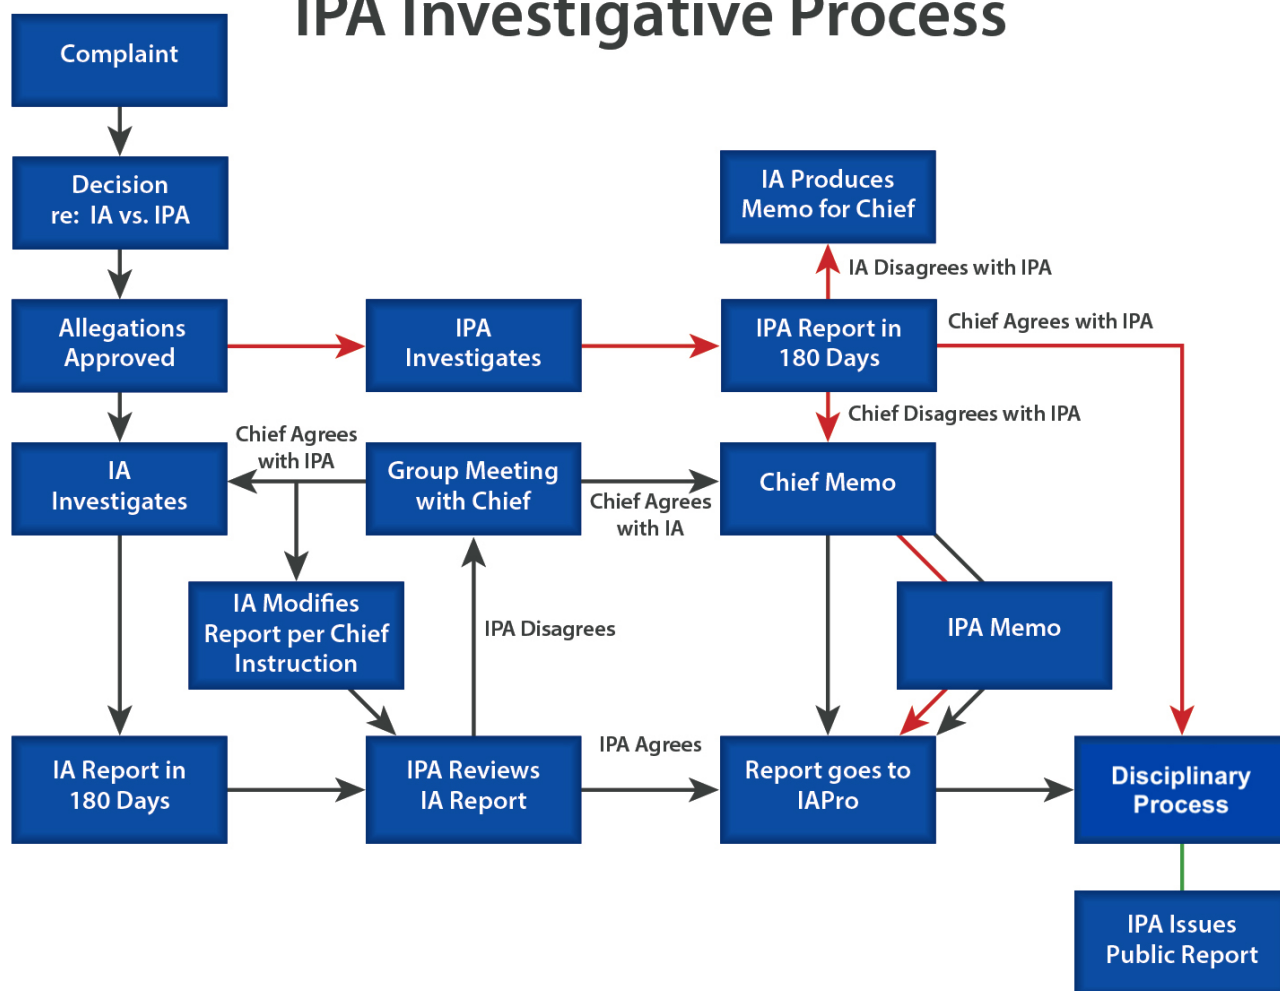 IPA Investigative Process
Complaint
Decision
re: IA vs. IPA
IA Produces
Memo for Chief
IA Disagrees with IPA
Allegations
Approved
IPA
Investigates
IPA Report in
180 Days
Chief Agrees with IPA
Chief Disagrees with IPA
Chief Agrees
with IPA
IA
Investigates
Group Meeting
with Chief
Chief Agrees
with IA
Chief Memo
IA Modifies
Report per Chief
Instruction
IPA Disagrees
IPA Memo
IPA Agrees
IA Report in
180 Days
IPA Reviews
IA Report
Report goes to
IAPro
Disciplinary
Process
IPA Issues
Public Report